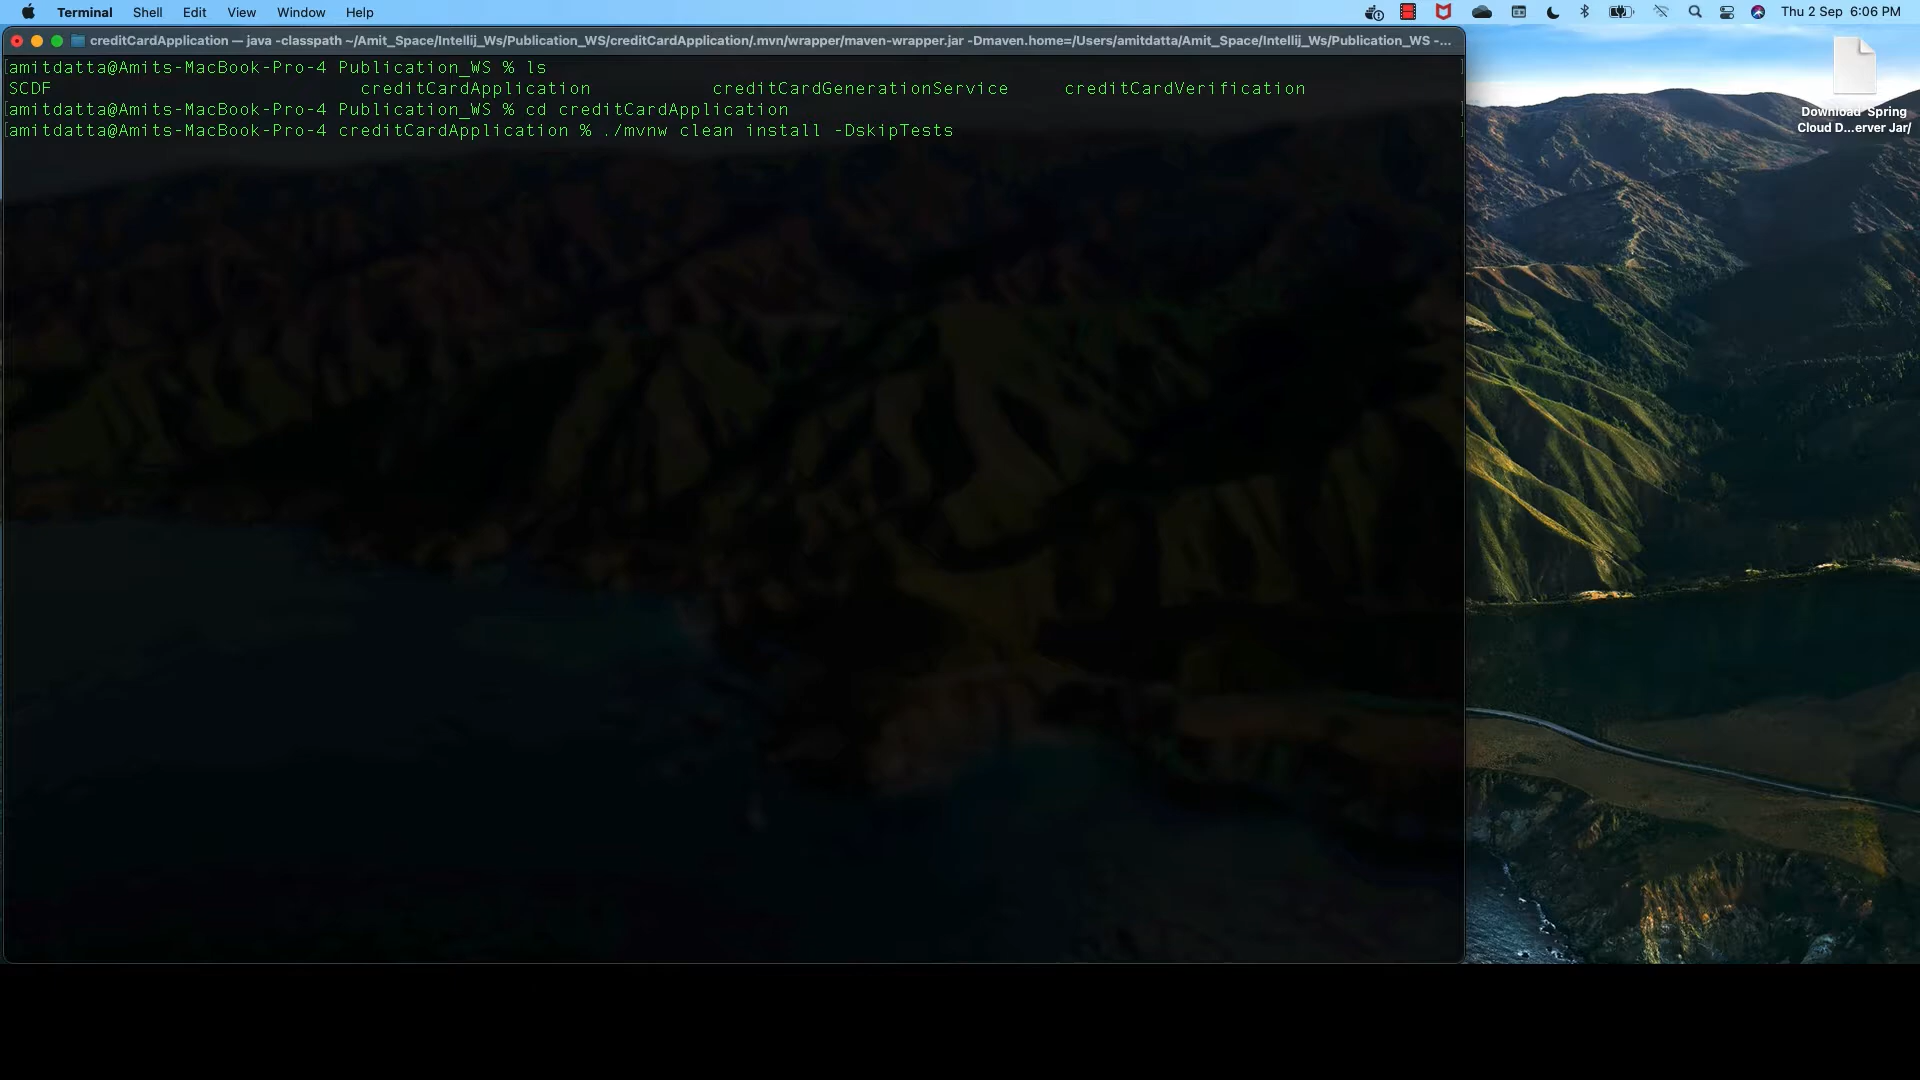 Terminal Shell Edit View Window Help Thu 2 Sep 6:06 PM
creditCardApplication — java -classpath ~/Amit_Space/Intellij_Ws/Publication_WS/creditCardApplication/.mvn/wrapper/maven-wrapper.jar -Dmaven.home=/Users/amitdatta/Amit_Space/Intellij_Ws/Publication_WS -...
[amitdatta@Amits-MacBook-Pro-4 Publication_WS % ls ]
SCDF creditCardApplication creditCardGenerationService creditCardVerification
[amitdatta@Amits-MacBook-Pro-4 Publication_WS % cd creditCardApplication ]
[amitdatta@Amits-MacBook-Pro-4 creditCardApplication % ./mvnw clean install -DskipTests ]
Download Spring
Cloud D...erver Jar/